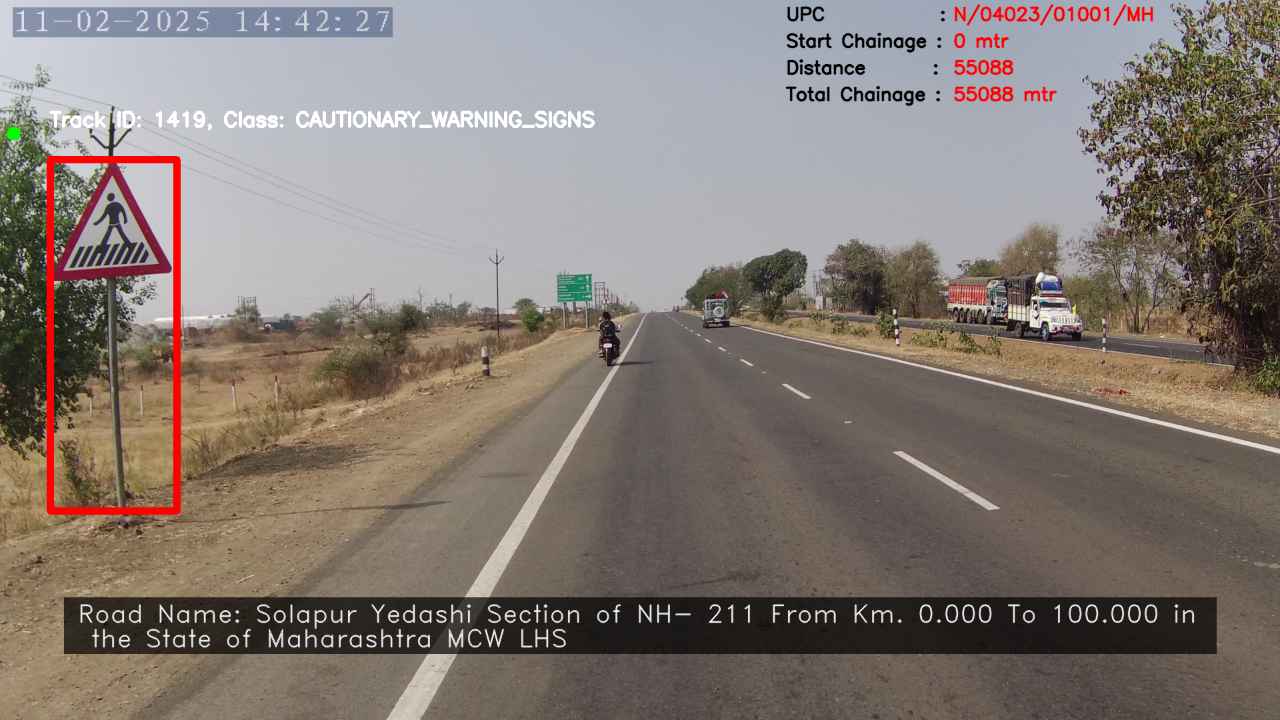 11-02-2025 14:42:27
UPC : N/04023/01001/MH
Start Chainage : 0 mtr
Distance : 55088
Total Chainage : 55088 mtr
Track ID: 1419, Class: CAUTIONARY_WARNING_SIGNS
Road Name: Solapur Yedashi Section of NH- 211 From Km. 0.000 To 100.000 in
the State of Maharashtra MCW LHS